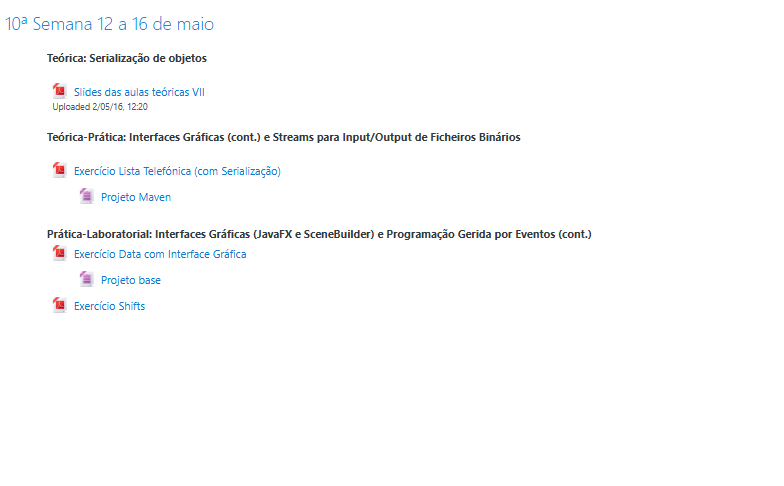 10ª Semana 12 a 16 de maio
Teórica: Serialização de objetos
Slides das aulas teóricas VII
Uploaded 2/05/16, 12:20
Teórica-Prática: Interfaces Gráficas (cont.) e Streams para Input/Output de Ficheiros Binários
Exercício Lista Telefónica (com Serialização)
Projeto Maven
Prática-Laboratorial: Interfaces Gráficas (JavaFX e SceneBuilder) e Programação Gerida por Eventos (cont.)
Exercício Data com Interface Gráfica
Projeto base
Exercício Shifts